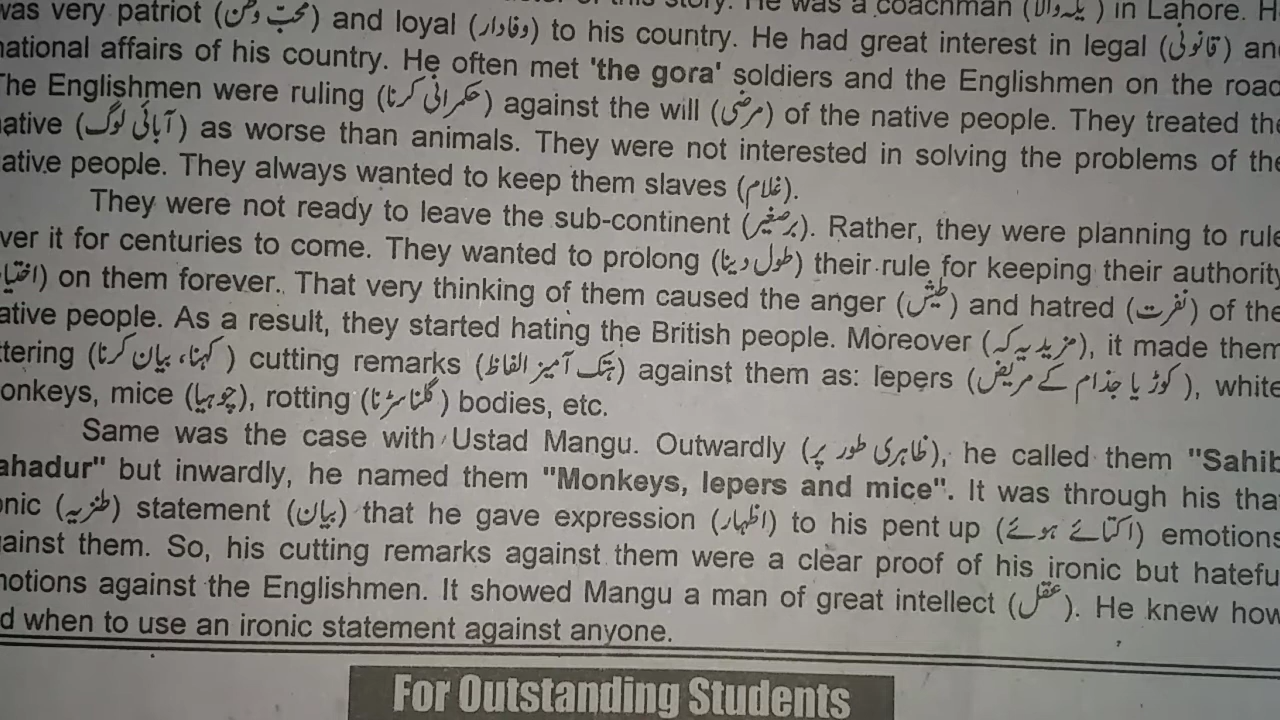 was very patriot (محبّ وطن) and loyal (وفادار) to his country. He had great interest in legal (قانونی) an
national affairs of his country. He often met 'the gora' soldiers and the Englishmen on the road
The Englishmen were ruling (حکمرانی کرنا) against the will (مرضی) of the native people. They treated the
native (آبائی لوگ) as worse than animals. They were not interested in solving the problems of the
ative people. They always wanted to keep them slaves (غلام).
They were not ready to leave the sub-continent (برصغیر). Rather, they were planning to rule
ver it for centuries to come. They wanted to prolong (طول دینا) their rule for keeping their authority
(اختیا) on them forever. That very thinking of them caused the anger (طیش) and hatred (نفرت) of the
ative people. As a result, they started hating the British people. Moreover (مزید یہ کہ), it made them
ttering (کہنا، بیان کرنا) cutting remarks (ہتک آمیز الفاظ) against them as: lepers (کوڑ یا جذام کے مریض), white
onkeys, mice (چوہیا), rotting (گلنا سڑنا) bodies, etc.
Same was the case with Ustad Mangu. Outwardly (ظاہری طور پر), he called them "Sahib
ahadur" but inwardly, he named them "Monkeys, lepers and mice". It was through his that
onic (طنزیہ) statement (بیان) that he gave expression (اظہار) to his pent up (اکتائے ہوئے) emotions
gainst them. So, his cutting remarks against them were a clear proof of his ironic but hateful
notions against the Englishmen. It showed Mangu a man of great intellect (عقل). He knew how
d when to use an ironic statement against anyone.
For Outstanding Students